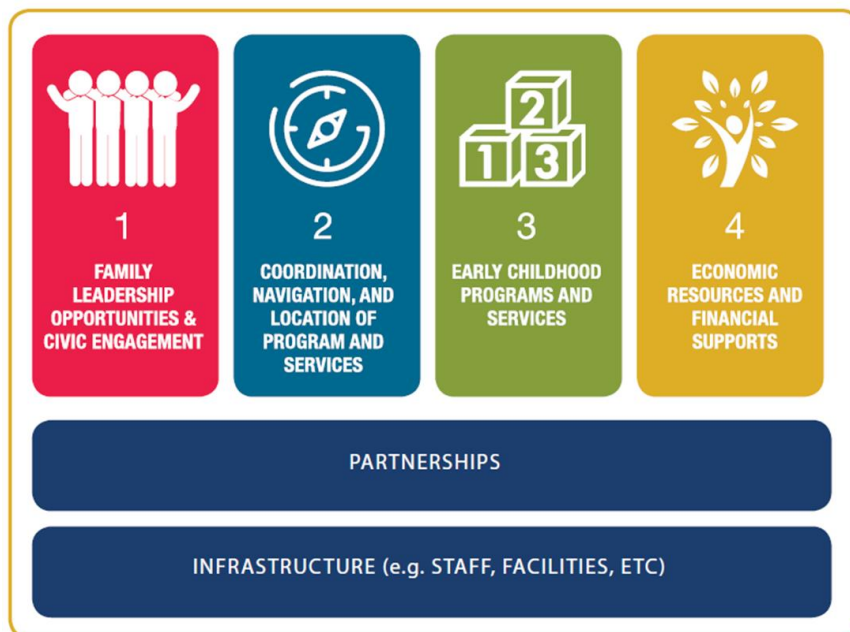 1
FAMILY
LEADERSHIP
OPPORTUNITIES &
CIVIC ENGAGEMENT
2
COORDINATION,
NAVIGATION, AND
LOCATION OF
PROGRAM AND
SERVICES
2
1 3
3
EARLY CHILDHOOD
PROGRAMS AND
SERVICES
4
ECONOMIC
RESOURCES AND
FINANCIAL
SUPPORTS
PARTNERSHIPS
INFRASTRUCTURE (e.g. STAFF, FACILITIES, ETC)